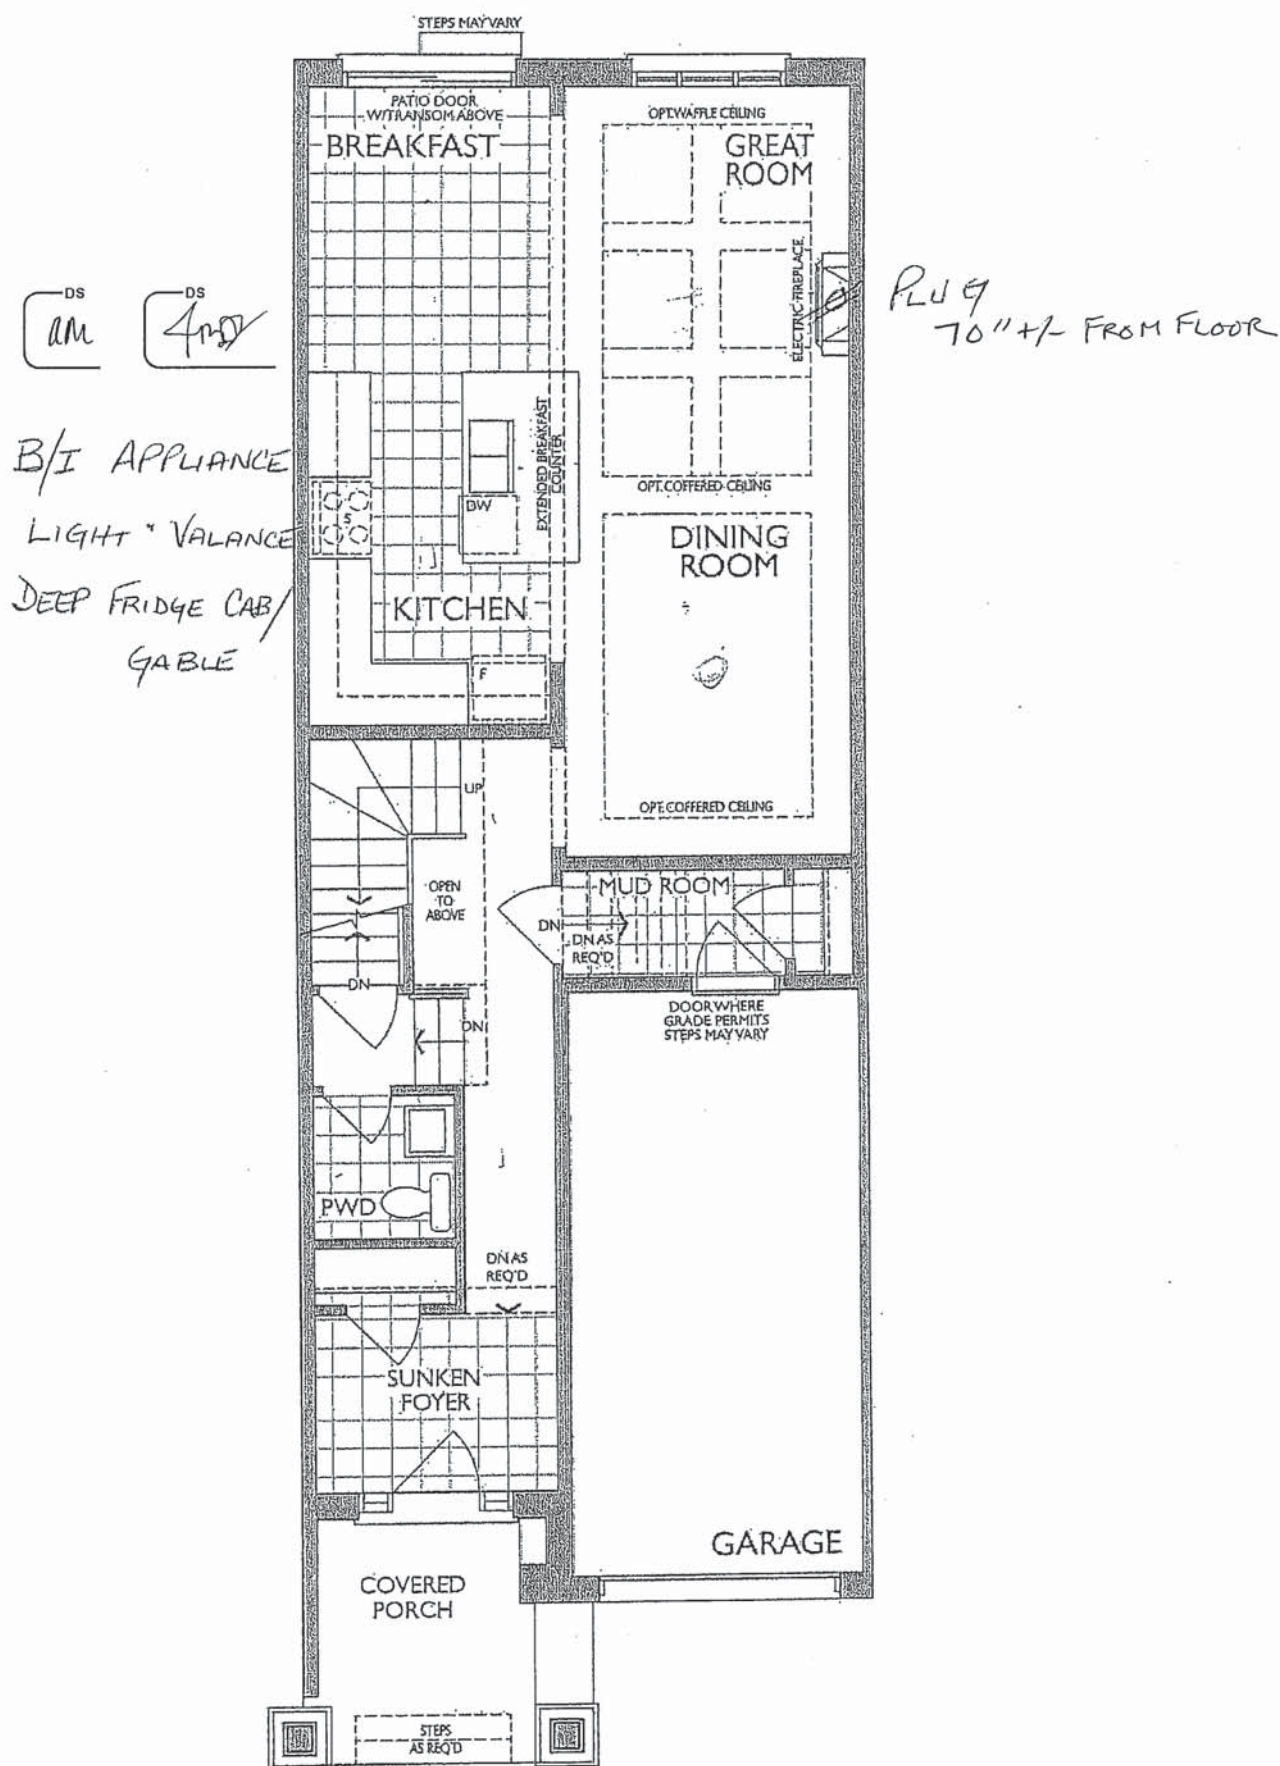 STEPS MAY VARY
PATIO DOOR
W/TRANSOM ABOVE
BREAKFAST
OPT. WAFFLE CEILING
GREAT
ROOM
ELECTRIC FIREPLACE
PLUG
70" +/- FROM FLOOR
DS
AM
DS
B/I APPLIANCE
LIGHT " VALANCE
DEEP FRIDGE CAB/
GABLE
EXTENDED BREAKFAST
COUNTER
DW
S
OPT. COFFERED CEILING
DINING
ROOM
KITCHEN
F
OPT. COFFERED CEILING
UP
OPEN
TO
ABOVE
MUD ROOM
DN
DN AS
REQ'D
DN
DN
DOOR WHERE
GRADE PERMITS
STEPS MAY VARY
PWD
DN AS
REQ'D
SUNKEN
FOYER
GARAGE
COVERED
PORCH
STEPS
AS REQ'D